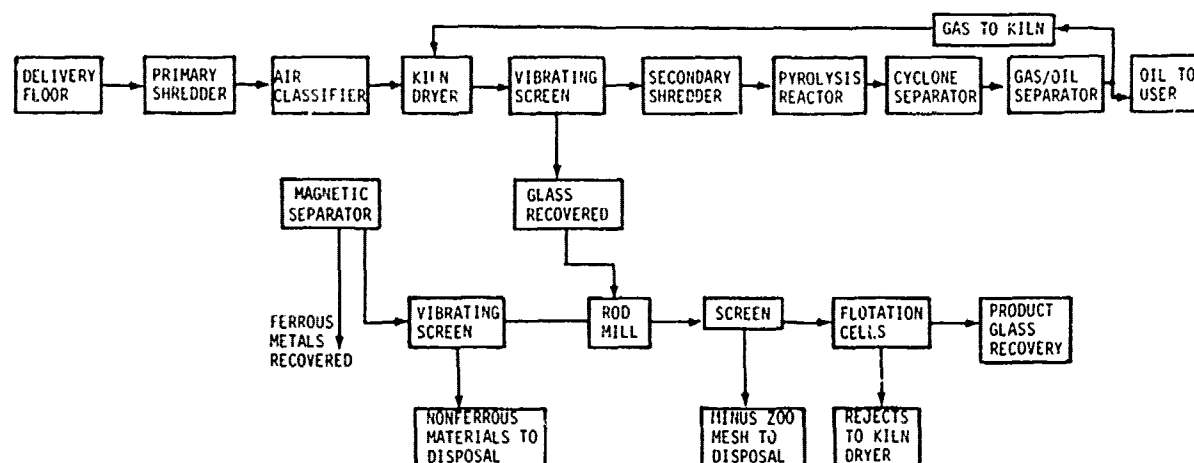 GAS TO KILN
DELIVERY
FLOOR
PRIMARY
SHREDDER
AIR
CLASSIFIER
KILN
DRYER
VIBRATING
SCREEN
SECONDARY
SHREDDER
PYROLYSIS
REACTOR
CYCLONE
SEPARATOR
GAS/OIL
SEPARATOR
OIL TO
USER
MAGNETIC
SEPARATOR
GLASS
RECOVERED
FERROUS
METALS
RECOVERED
VIBRATING
SCREEN
ROD
MILL
SCREEN
FLOTATION
CELLS
PRODUCT
GLASS
RECOVERY
NONFERROUS
MATERIALS TO
DISPOSAL
MINUS ZOO
MESH TO
DISPOSAL
REJECTS
TO KILN
DRYER